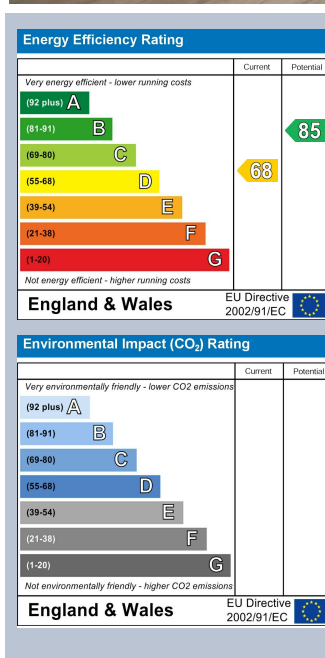 Energy Efficiency Rating
Current Potential
Very energy efficient - lower running costs
(92 plus) A
(81-91) B
(69-80) C
(55-68) D
(39-54) E
(21-38) F
(1-20) G
68
85
Not energy efficient - higher running costs
England & Wales
EU Directive
2002/91/EC
Environmental Impact (CO₂) Rating
Current Potential
Very environmentally friendly - lower CO2 emissions
(92 plus) A
(81-91) B
(69-80) C
(55-68) D
(39-54) E
(21-38) F
(1-20) G
Not environmentally friendly - higher CO2 emissions
England & Wales
EU Directive
2002/91/EC